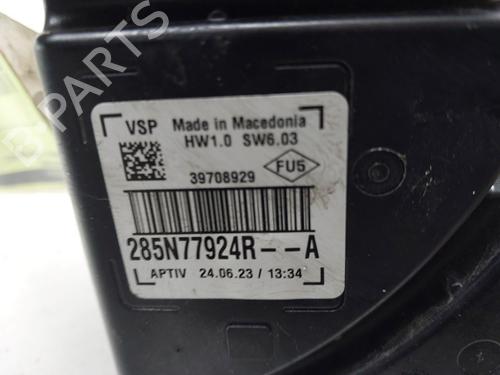 B-PARTS
VSP Made in Macedonia
HW1.0 SW6.03
FU5
39708929
285N77924R--A
APTIV 24.06.23 / 13:34